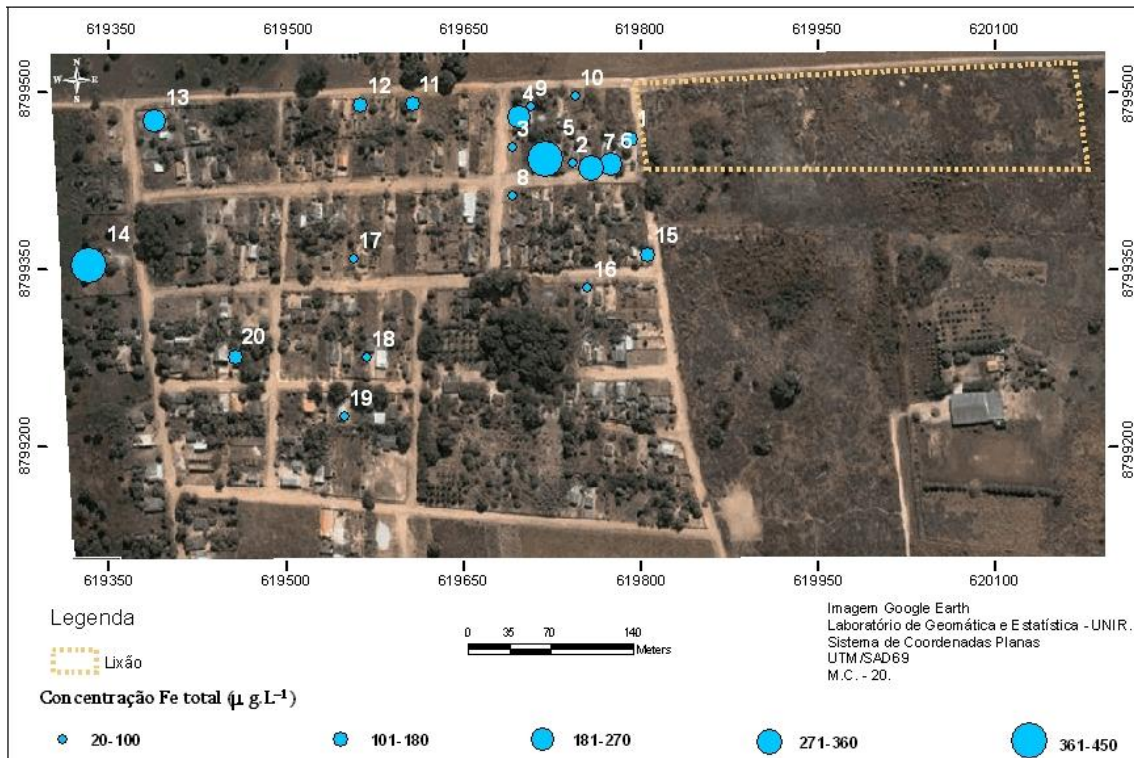 619350 619500 619650 619800 619950 620100
8799500 8799500
N
W E
S
13 12 11 4 9 10
3 5 2 7 6 1
8
14 17 15
8799350 8799350
16
20 18
19
8799200 8799200
619350 619500 619650 619800 619950 620100
Legenda
Lixão
0 35 70 140
Meters
Imagem Google Earth
Laboratório de Geomática e Estatística - UNIR.
Sistema de Coordenadas Planas
UTM/SAD69
M.C. - 20.
Concentração Fe total (μ g.L⁻¹)
20-100 101-180 181-270 271-360 361-450